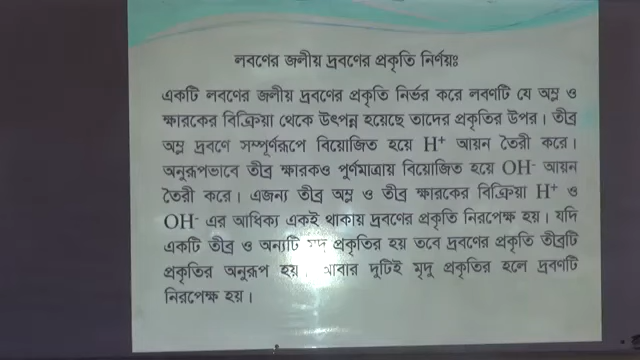 লবণের জলীয় দ্রবণের প্রকৃতি নির্ণয়ঃ
একটি লবণের জলীয় দ্রবণের প্রকৃতি নির্ভর করে লবণটি যে অম্ল ও
ক্ষারকের বিক্রিয়া থেকে উৎপন্ন হয়েছে তাদের প্রকৃতির উপর। তীব্র
অম্ল দ্রবণে সম্পূর্ণরূপে বিয়োজিত হয়ে H⁺ আয়ন তৈরী করে।
অনুরূপভাবে তীব্র ক্ষারকও পুর্ণমাত্রায় বিয়োজিত হয়ে OH⁻ আয়ন
তৈরী করে। এজন্য তীব্র অম্ল ও তীব্র ক্ষারকের বিক্রিয়া H⁺ ও
OH⁻ এর আধিক্য একই থাকায় দ্রবণের প্রকৃতি নিরপেক্ষ হয়। যদি
একটি তীব্র ও অন্যটি মৃদু প্রকৃতির হয় তবে দ্রবণের প্রকৃতি তীব্রটি
প্রকৃতির অনুরূপ হয়। আবার দুটিই মৃদু প্রকৃতির হলে দ্রবণটি
নিরপেক্ষ হয়।